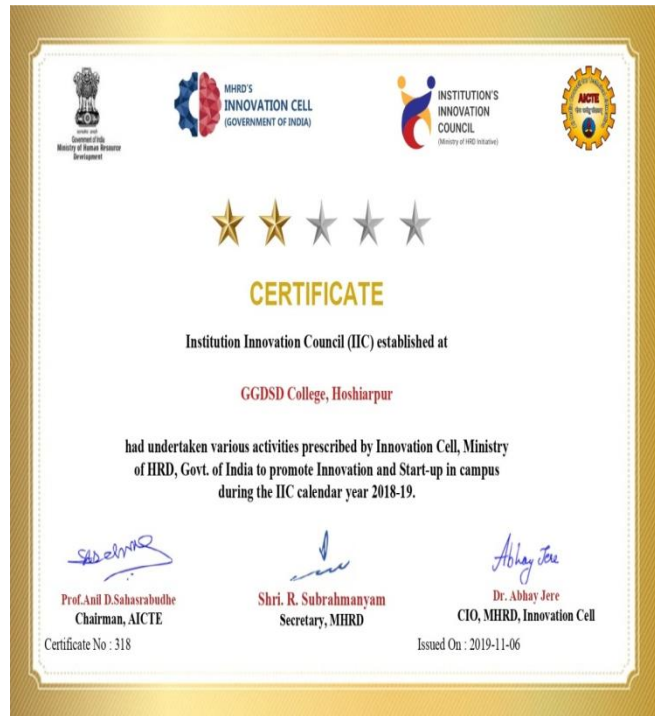 Government of India
Ministry of Human Resource
Development
MHRD'S
INNOVATION CELL
(GOVERNMENT OF INDIA)
INSTITUTION'S
INNOVATION
COUNCIL
(Ministry of HRD Initiative)
AICTE
CERTIFICATE
Institution Innovation Council (IIC) established at
GGDSD College, Hoshiarpur
had undertaken various activities prescribed by Innovation Cell, Ministry
of HRD, Govt. of India to promote Innovation and Start-up in campus
during the IIC calendar year 2018-19.
Abhay Jere
Prof.Anil D.Sahasrabudhe
Chairman, AICTE
Shri. R. Subrahmanyam
Secretary, MHRD
Dr. Abhay Jere
CIO, MHRD, Innovation Cell
Certificate No : 318
Issued On : 2019-11-06